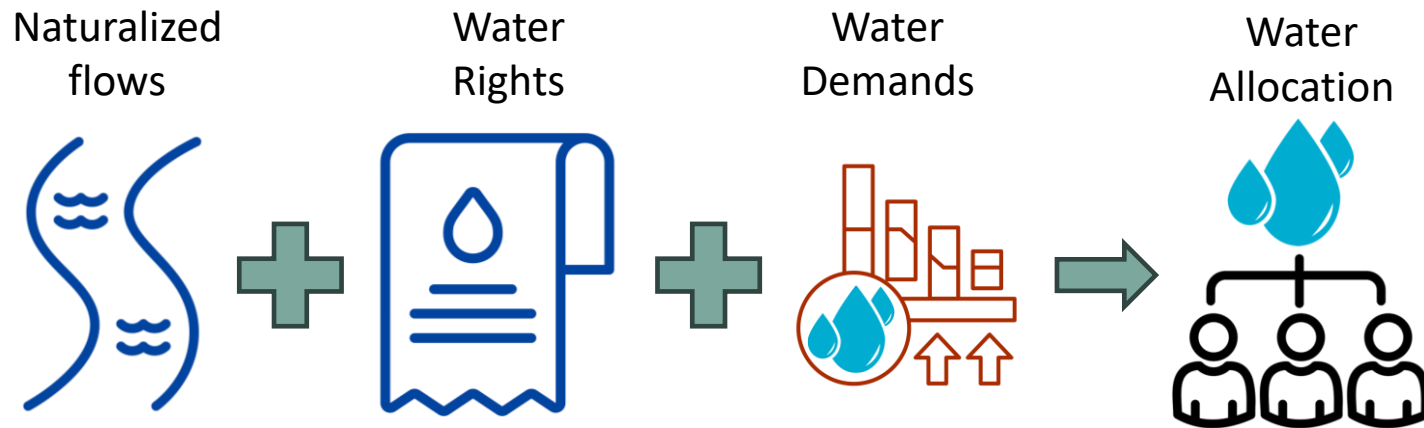 Naturalized
flows
Water
Rights
Water
Demands
Water
Allocation